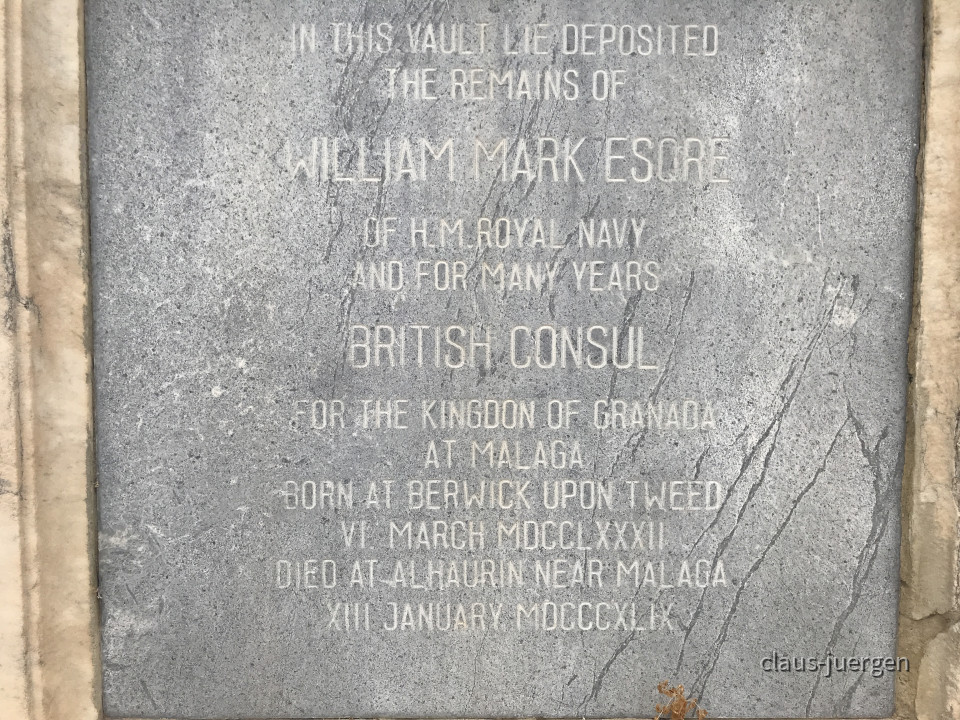 IN THIS VAULT LIE DEPOSITED
THE REMAINS OF
WILLIAM MARK ESQRE
OF H.M.ROYAL NAVY
AND FOR MANY YEARS
BRITISH CONSUL
FOR THE KINGDON OF GRANADA
AT MALAGA
BORN AT BERWICK UPON TWEED
VI MARCH MDCCLXXXII
DIED AT ALHAURIN NEAR MALAGA
XIII JANUARY MDCCCXLIX
claus-juergen